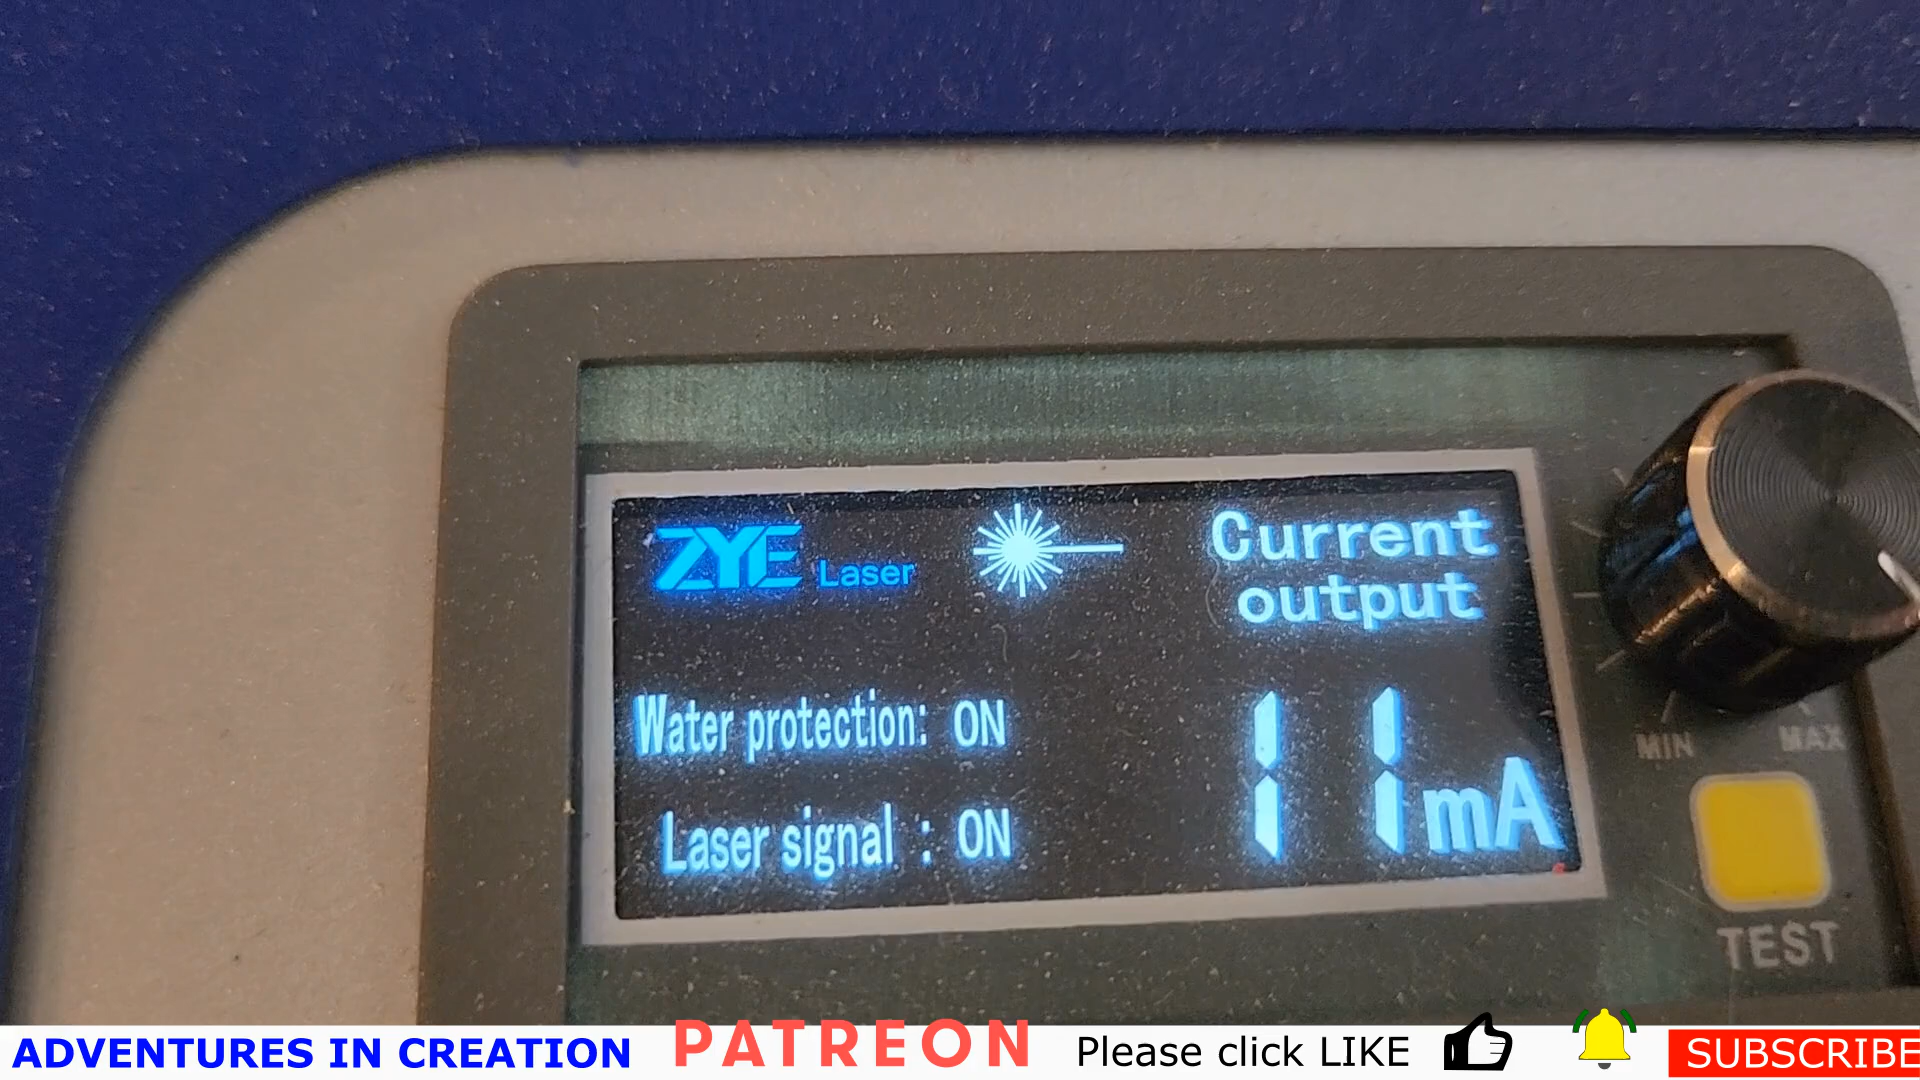 ZYE Laser
Current
output
Water protection: ON
Laser signal : ON
11mA
MIN
MAX
TEST
ADVENTURES IN CREATION
PATREON
Please click LIKE
SUBSCRIBE